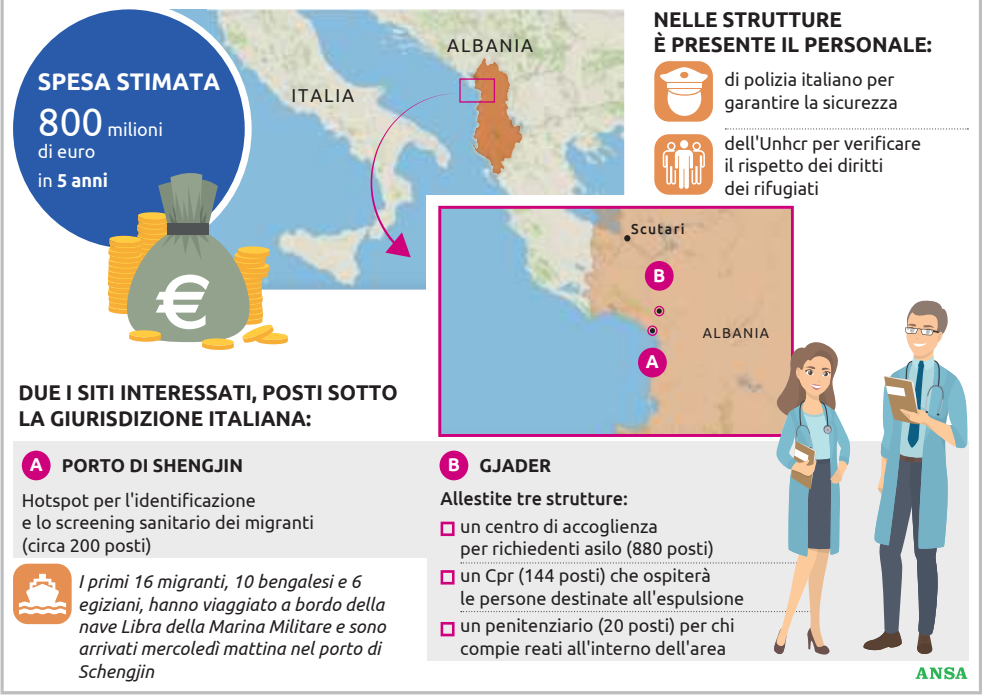 SPESA STIMATA
800 milioni
di euro
in 5 anni
ITALIA
ALBANIA
NELLE STRUTTURE
È PRESENTE IL PERSONALE:
di polizia italiano per
garantire la sicurezza
dell'Unhcr per verificare
il rispetto dei diritti
dei rifugiati
Scutari
B
ALBANIA
A
€
DUE I SITI INTERESSATI, POSTI SOTTO
LA GIURISDIZIONE ITALIANA:
A PORTO DI SHENGJIN
Hotspot per l'identificazione
e lo screening sanitario dei migranti
(circa 200 posti)
I primi 16 migranti, 10 bengalesi e 6
egiziani, hanno viaggiato a bordo della
nave Libra della Marina Militare e sono
arrivati mercoledì mattina nel porto di
Schengjin
B GJADER
Allestite tre strutture:
un centro di accoglienza
per richiedenti asilo (880 posti)
un Cpr (144 posti) che ospiterà
le persone destinate all'espulsione
un penitenziario (20 posti) per chi
compie reati all'interno dell'area
ANSA